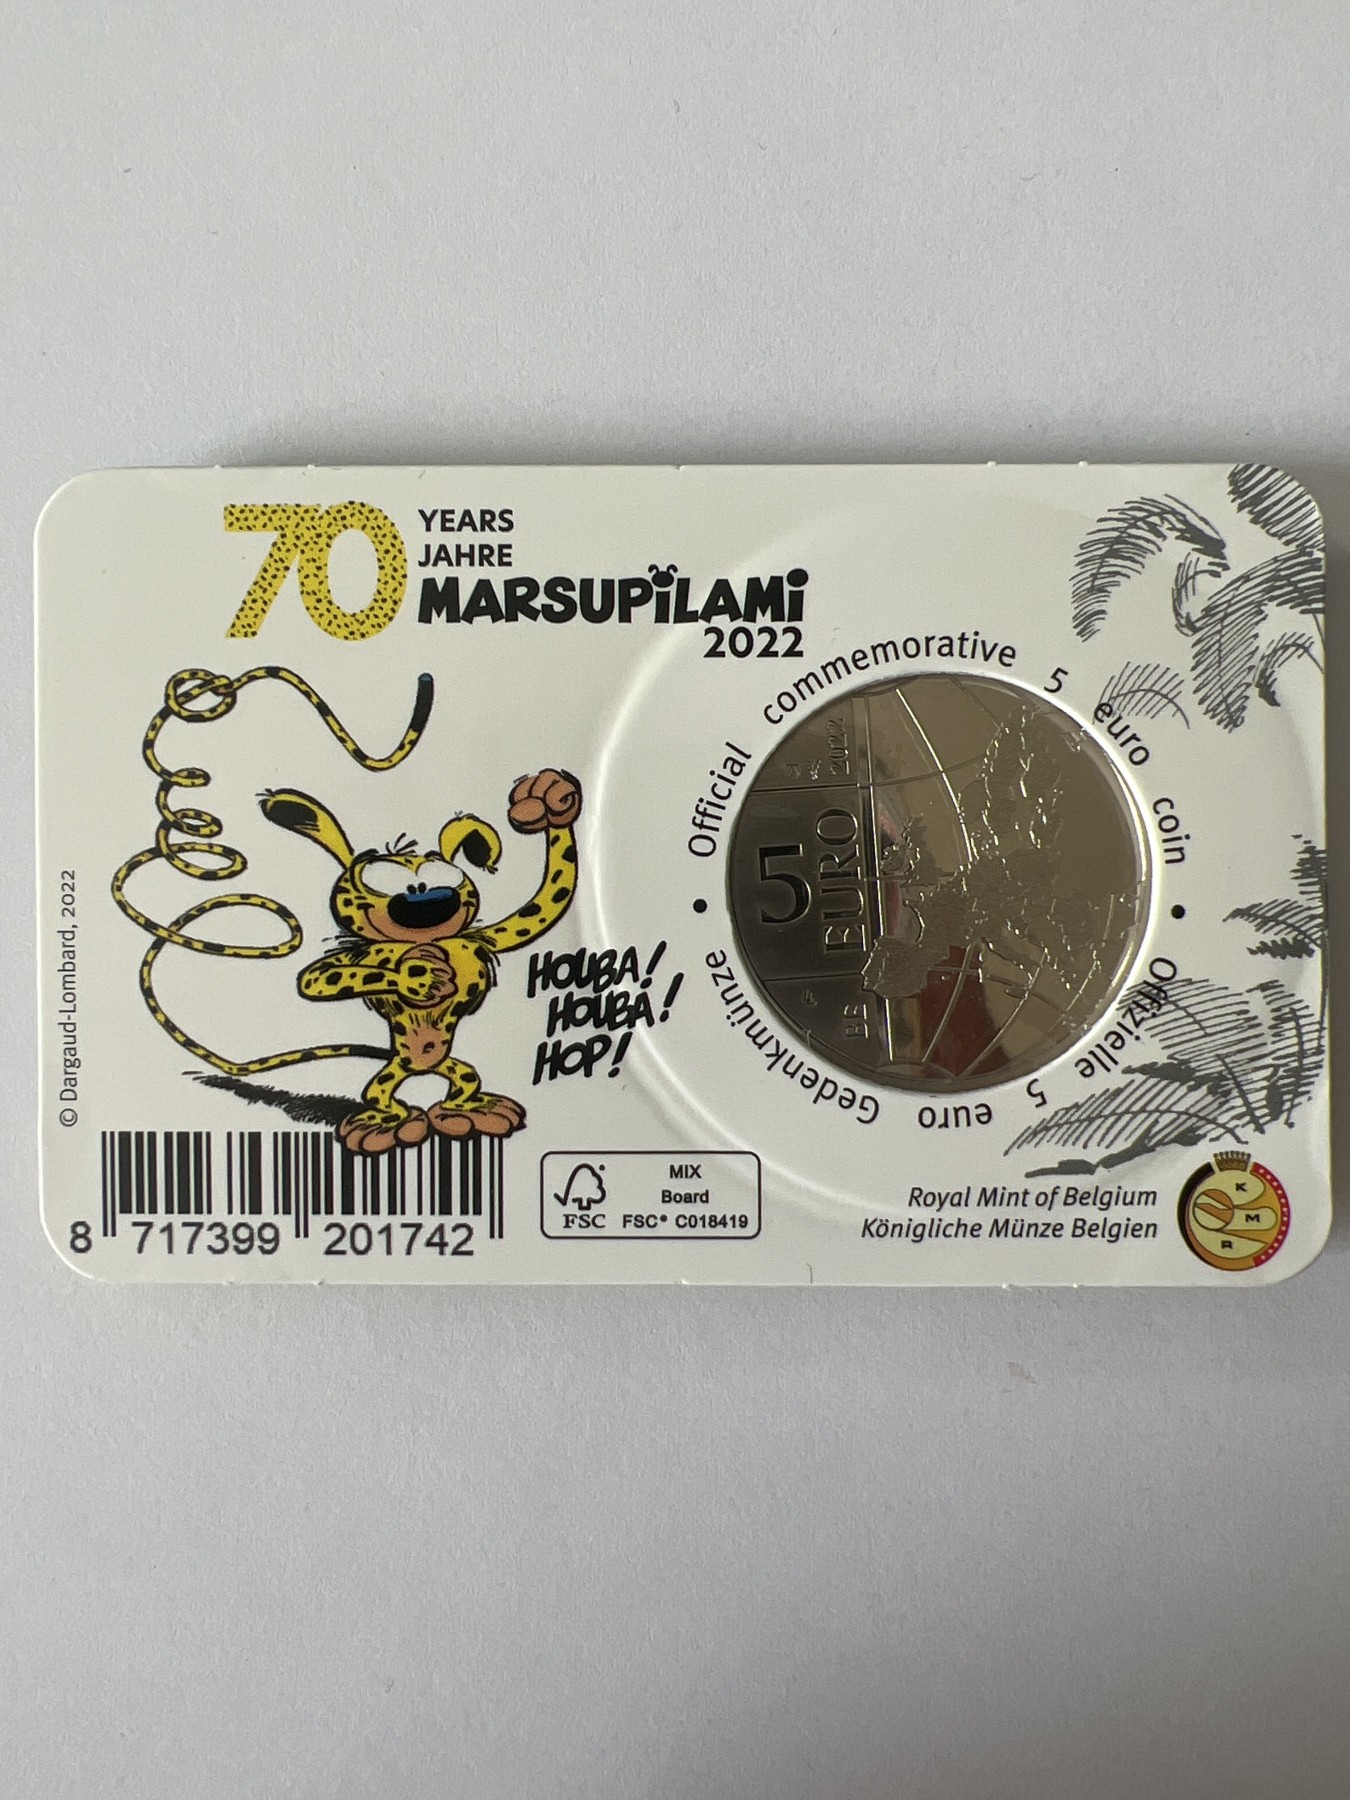 70
YEARS
JAHRE
MARSUPiLAMi
2022
© Dargaud-Lombard, 2022
HOUBA!
HOUBA!
HOP!
• Official commemorative 5 euro coin •
Offizielle 5 euro Gedenkmünze
5
EURO
2022
BE
8 717399 201742
FSC
MIX
Board
FSC® C018419
Royal Mint of Belgium
Königliche Münze Belgien
K
M
R